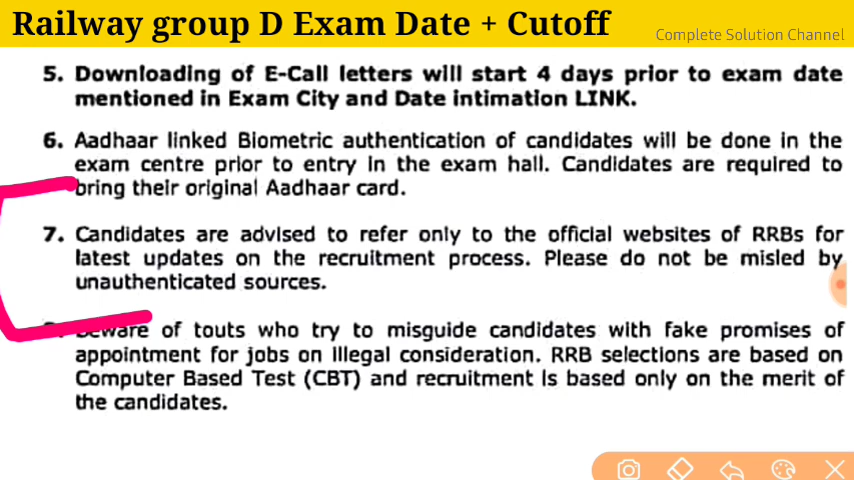 Railway group D Exam Date + Cutoff
Complete Solution Channel
5. Downloading of E-Call letters will start 4 days prior to exam date
mentioned in Exam City and Date intimation LINK.
6. Aadhaar linked Biometric authentication of candidates will be done in the
exam centre prior to entry in the exam hall. Candidates are required to
bring their original Aadhaar card.
7. Candidates are advised to refer only to the official websites of RRBs for
latest updates on the recruitment process. Please do not be misled by
unauthenticated sources.
Beware of touts who try to misguide candidates with fake promises of
appointment for jobs on illegal consideration. RRB selections are based on
Computer Based Test (CBT) and recruitment is based only on the merit of
the candidates.